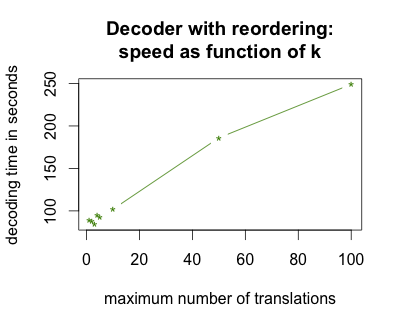 Decoder with reordering:
speed as function of k
decoding time in seconds
250
200
150
100
0 20 40 60 80 100
maximum number of translations